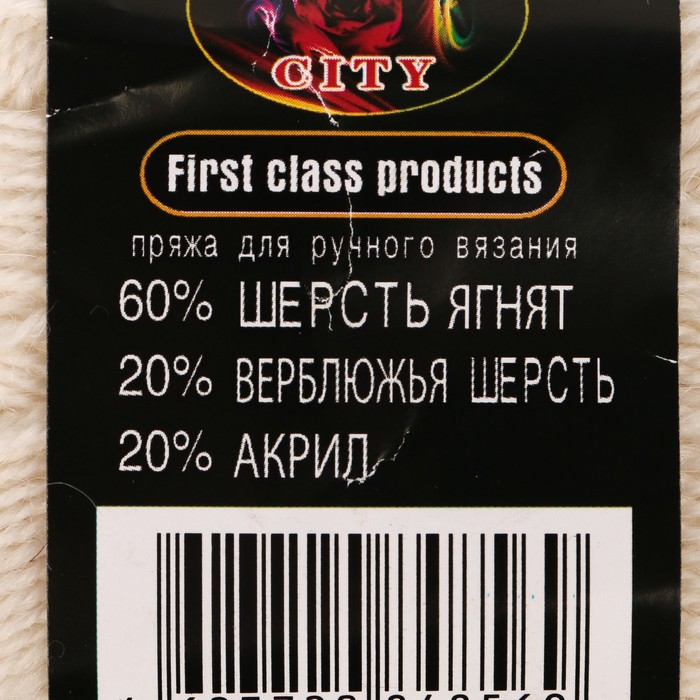 CITY
First class products
пряжа для ручного вязания
60% ШЕРСТЬ ЯГНЯТ
20% ВЕРБЛЮЖЬЯ ШЕРСТЬ
20% АКРИЛ